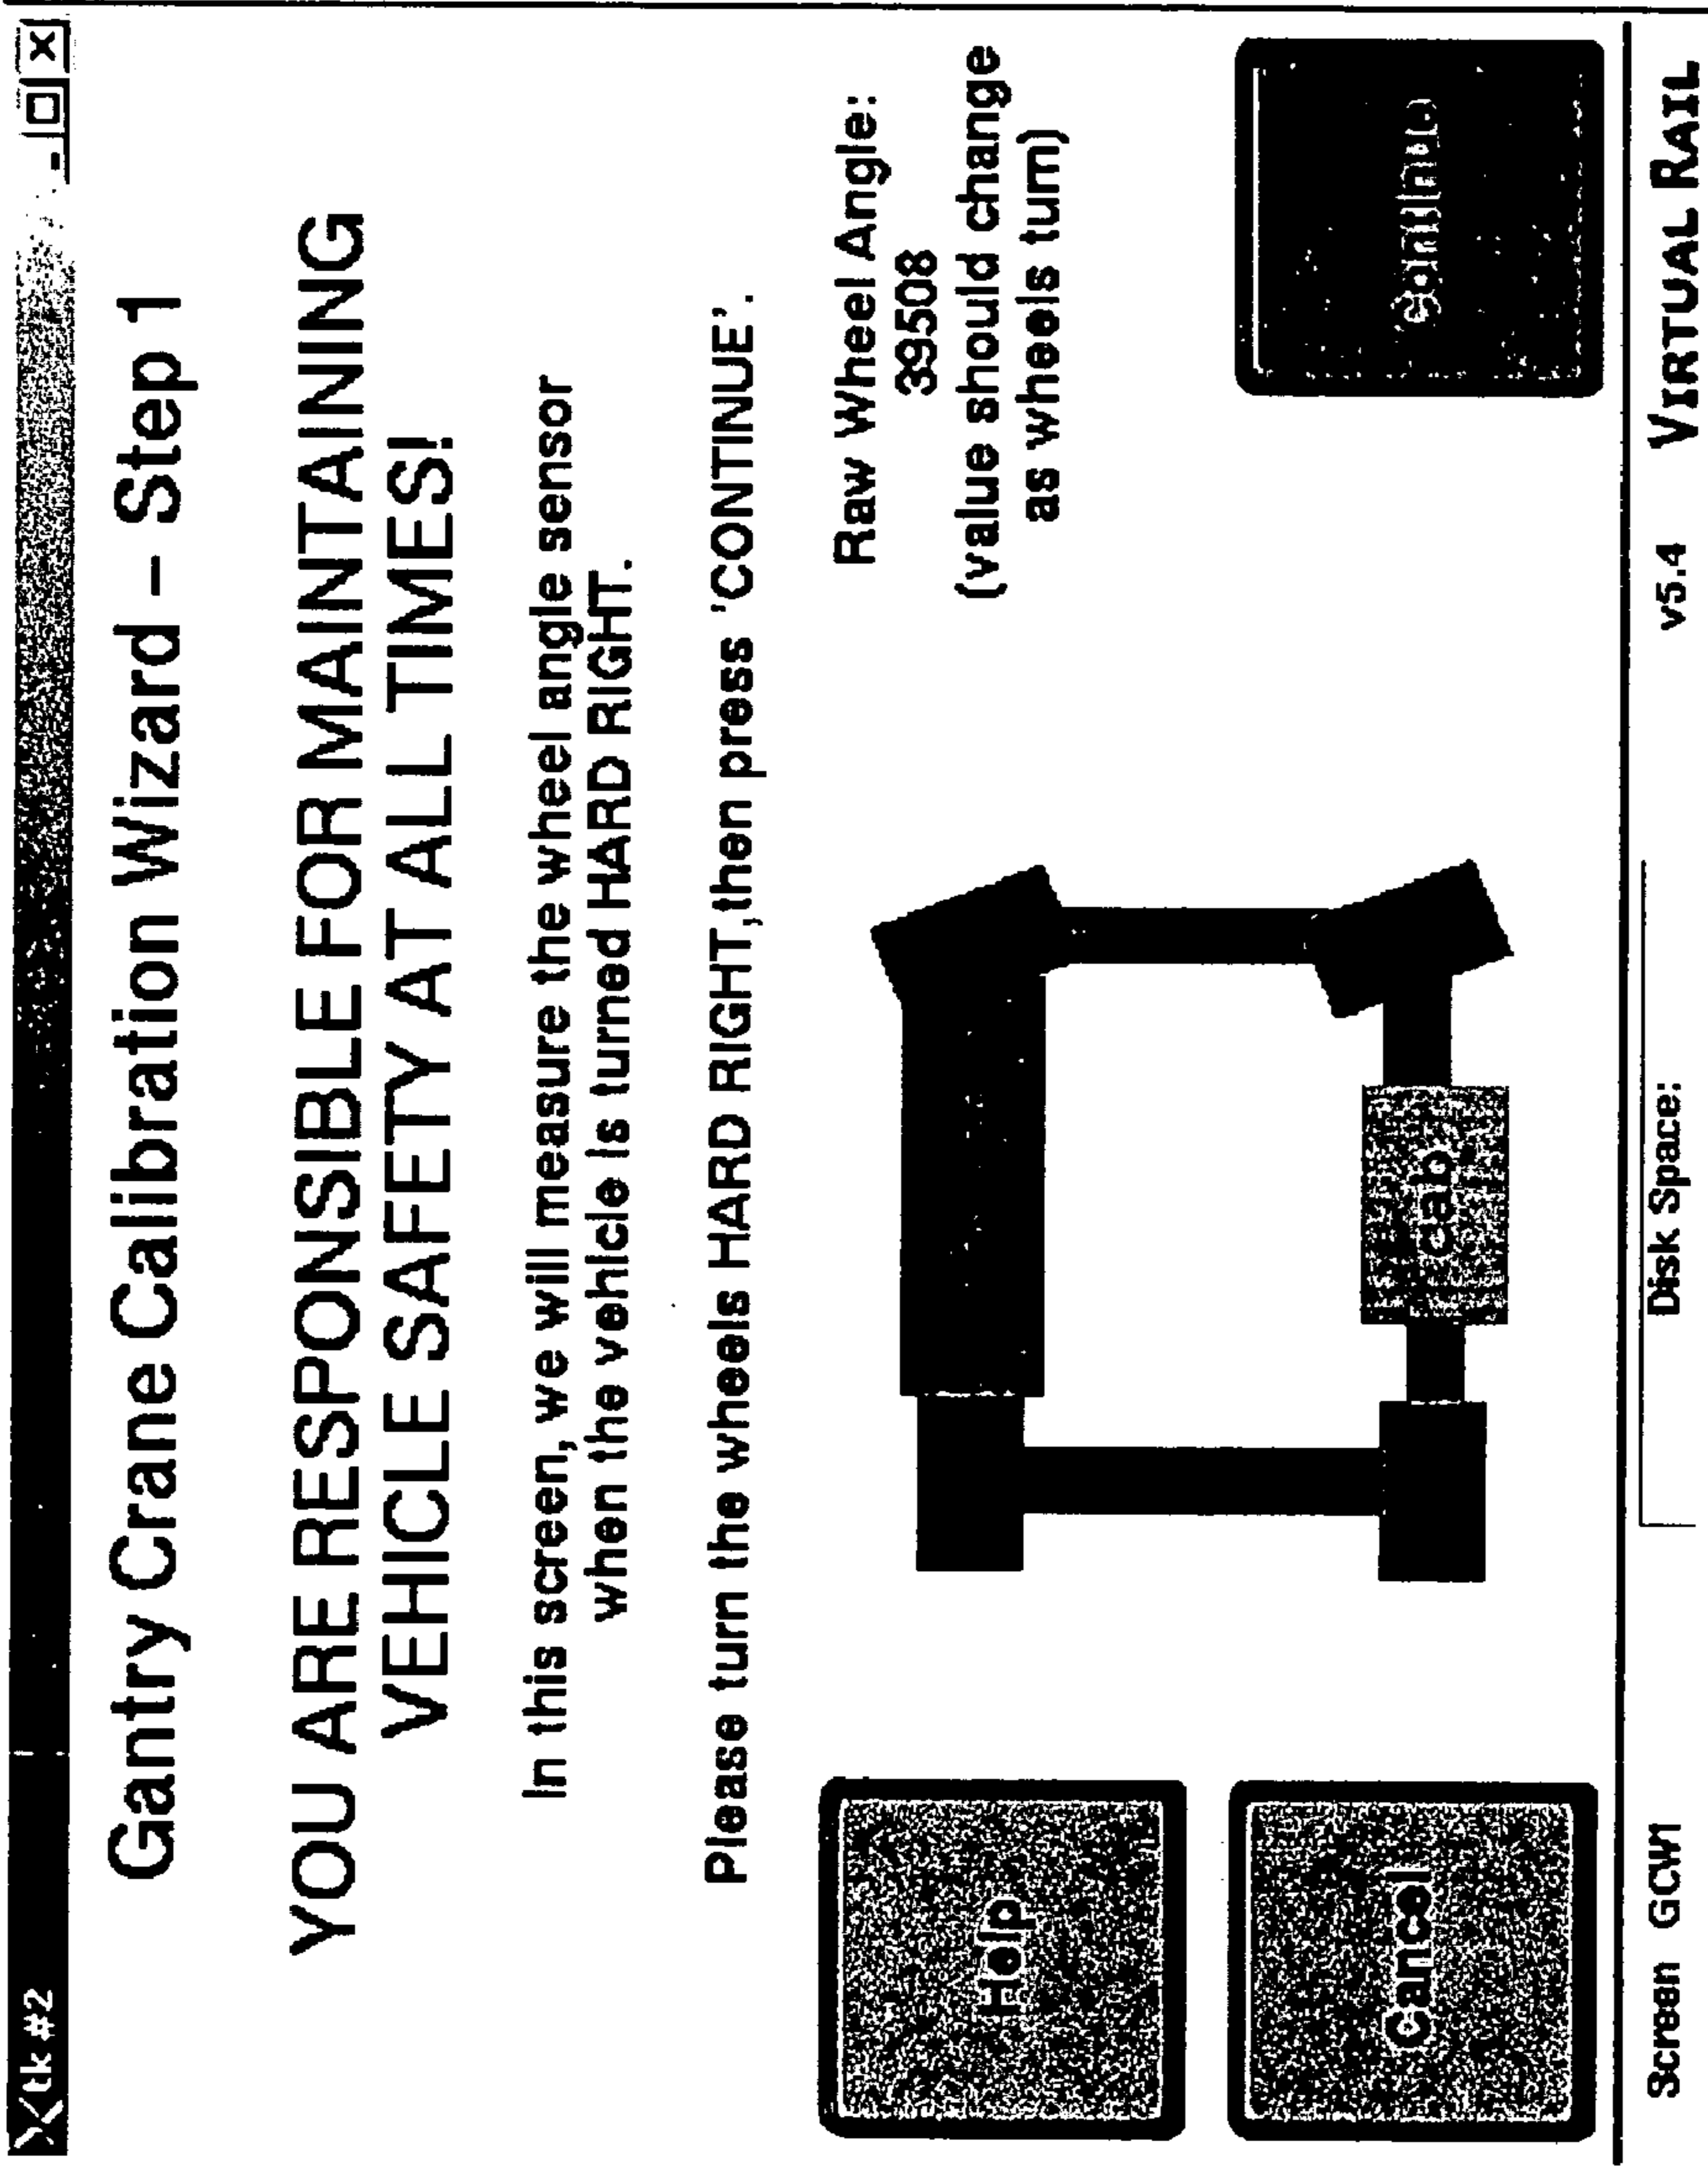 tk #2
Gantry Crane Calibration Wizard – Step 1
YOU ARE RESPONSIBLE FOR MAINTAINING
VEHICLE SAFETY AT ALL TIMES!
In this screen, we will measure the wheel angle sensor
when the vehicle is turned HARD RIGHT.
Please turn the wheels HARD RIGHT,then press 'CONTINUE'.
Help
Raw Wheel Angle:
39508
(value should change
as wheels turn)
cab
Cancel
Continue
Screen GCW1
Disk Space:
v5.4
VIRTUAL RAIL